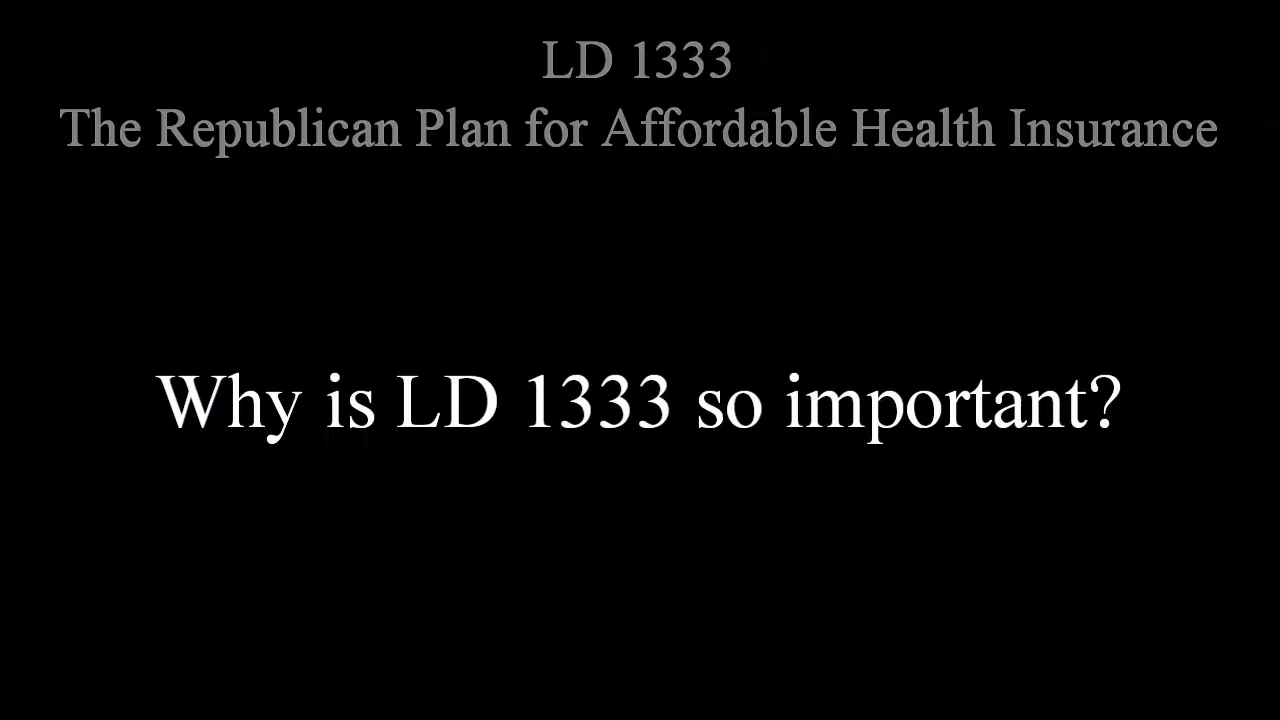 LD 1333
The Republican Plan for Affordable Health Insurance
Why is LD 1333 so important?